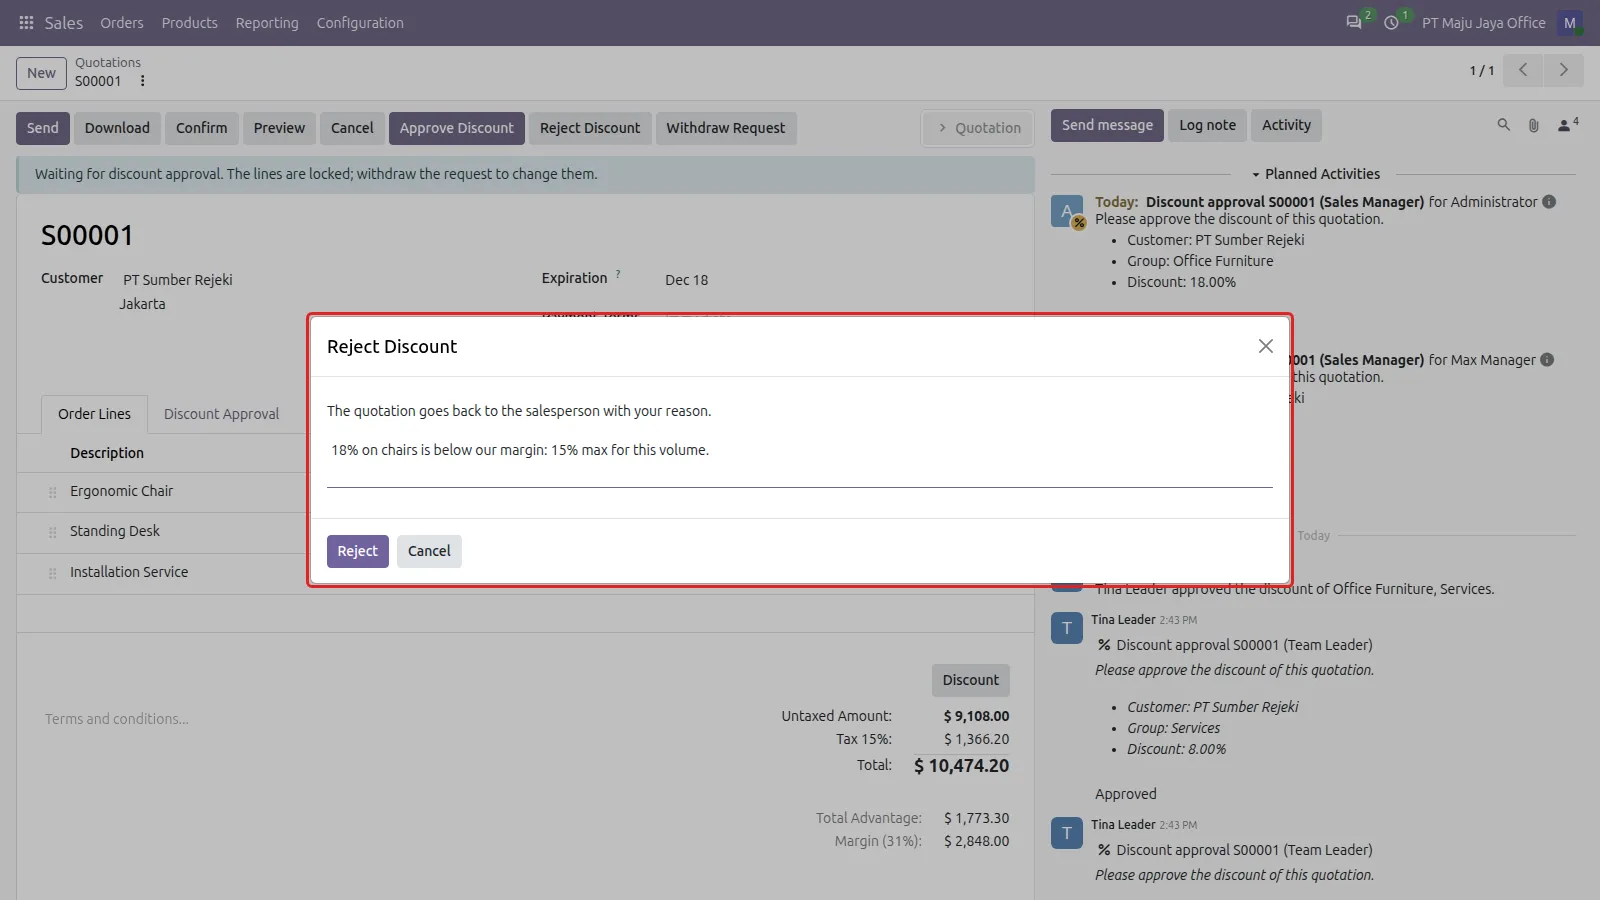 Sales Orders Products Reporting Configuration
2 1 PT Maju Jaya Office M
New Quotations
S00001
1 / 1
Send Download Confirm Preview Cancel Approve Discount Reject Discount Withdraw Request Quotation
Send message Log note Activity 4
Waiting for discount approval. The lines are locked; withdraw the request to change them.
S00001
Customer PT Sumber Rejeki
Jakarta
Expiration ? Dec 18
Order Lines Discount Approval
Description
Ergonomic Chair
Standing Desk
Installation Service
Reject Discount
The quotation goes back to the salesperson with your reason.
18% on chairs is below our margin: 15% max for this volume.
Reject Cancel
Discount
Terms and conditions...
Untaxed Amount: $ 9,108.00
Tax 15%: $ 1,366.20
Total: $ 10,474.20
Total Advantage: $ 1,773.30
Margin (31%): $ 2,848.00
Planned Activities
A Today: Discount approval S00001 (Sales Manager) for Administrator
% Please approve the discount of this quotation.
• Customer: PT Sumber Rejeki
• Group: Office Furniture
• Discount: 18.00%
(Sales Manager) for Max Manager
this quotation.
Today
Tina Leader approved the discount of Office Furniture, Services.
T Tina Leader 2:43 PM
% Discount approval S00001 (Team Leader)
Please approve the discount of this quotation.
• Customer: PT Sumber Rejeki
• Group: Services
• Discount: 8.00%
Approved
T Tina Leader 2:43 PM
% Discount approval S00001 (Team Leader)
Please approve the discount of this quotation.